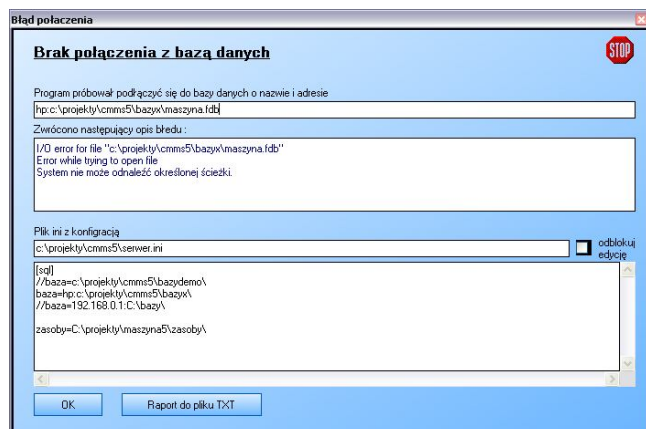 Błąd połaczenia
Brak połączenia z bazą danych
STOP
Program próbował podłączyć się do bazy danych o nazwie i adresie
hp:c:\projekty\cmms5\bazyx\maszyna.fdb
Zwrócono następujący opis błedu :
I/O error for file "c:\projekty\cmms5\bazyx\maszyna.fdb"
Error while trying to open file
System nie może odnaleźć określonej ścieżki.
Plik ini z konfigracją
c:\projekty\cmms5\serwer.ini
odblokuj
edycję
[sql]
//baza=c:\projekty\cmms5\bazydemo\
baza=hp:c:\projekty\cmms5\bazyx\
//baza=192.168.0.1:C:\bazy\
zasoby=C:\projekty\maszyna5\zasoby\
OK
Raport do pliku TXT